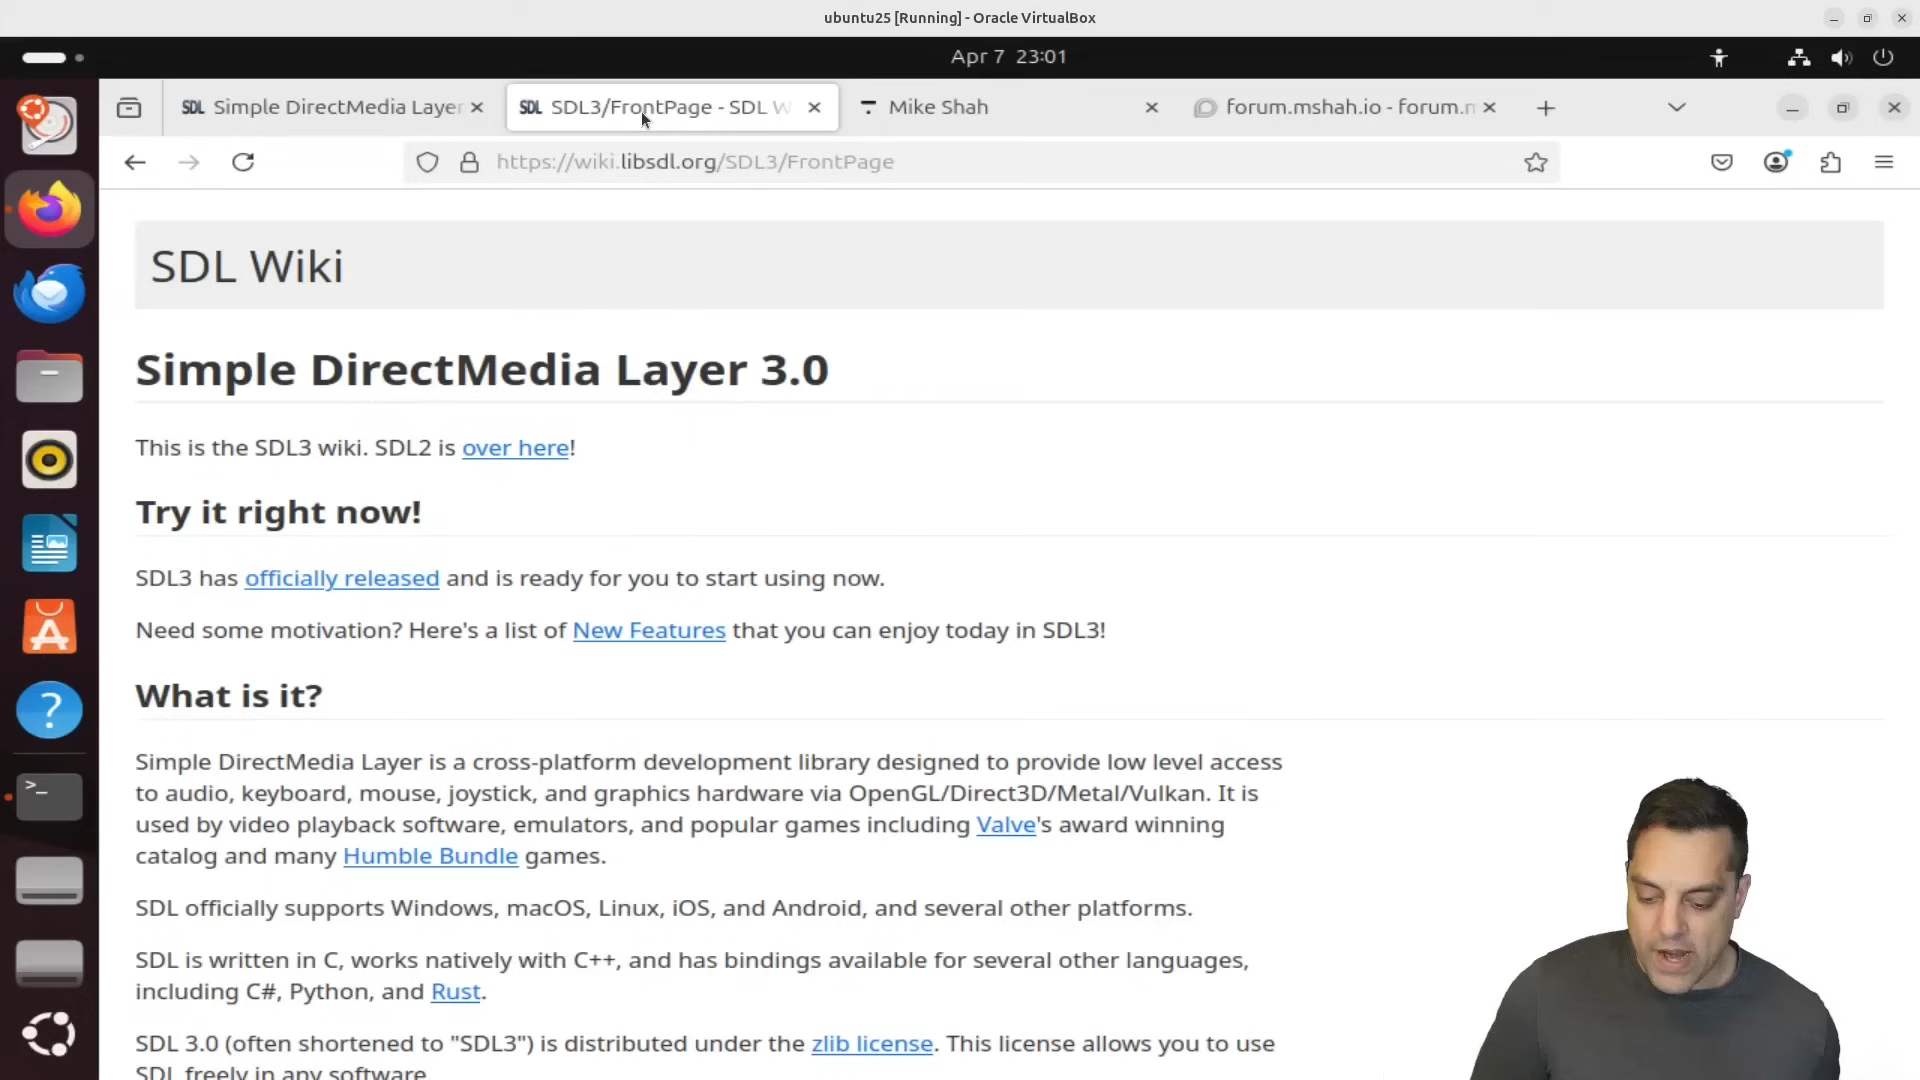 ubuntu25 [Running] - Oracle VirtualBox
Apr 7 23:01
SDL Simple DirectMedia Layer
SDL SDL3/FrontPage - SDL W
Mike Shah
forum.mshah.io - forum.m
https://wiki.libsdl.org/SDL3/FrontPage
SDL Wiki
Simple DirectMedia Layer 3.0
This is the SDL3 wiki. SDL2 is over here!
Try it right now!
SDL3 has officially released and is ready for you to start using now.
Need some motivation? Here's a list of New Features that you can enjoy today in SDL3!
What is it?
Simple DirectMedia Layer is a cross-platform development library designed to provide low level access
to audio, keyboard, mouse, joystick, and graphics hardware via OpenGL/Direct3D/Metal/Vulkan. It is
used by video playback software, emulators, and popular games including Valve's award winning
catalog and many Humble Bundle games.
SDL officially supports Windows, macOS, Linux, iOS, and Android, and several other platforms.
SDL is written in C, works natively with C++, and has bindings available for several other languages,
including C#, Python, and Rust.
SDL 3.0 (often shortened to "SDL3") is distributed under the zlib license. This license allows you to use
SDL freely in any software.